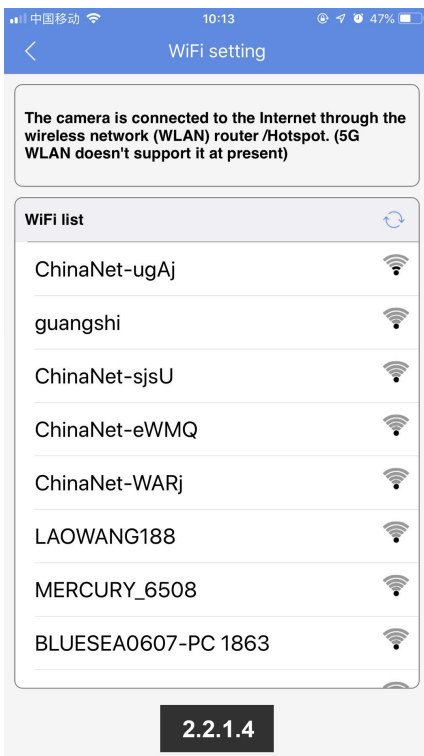 中国移动 10:13 47%
WiFi setting
The camera is connected to the Internet through the
wireless network (WLAN) router /Hotspot. (5G
WLAN doesn't support it at present)
WiFi list
ChinaNet-ugAj
guangshi
ChinaNet-sjsU
ChinaNet-eWMQ
ChinaNet-WARj
LAOWANG188
MERCURY_6508
BLUESEA0607-PC 1863
2.2.1.4